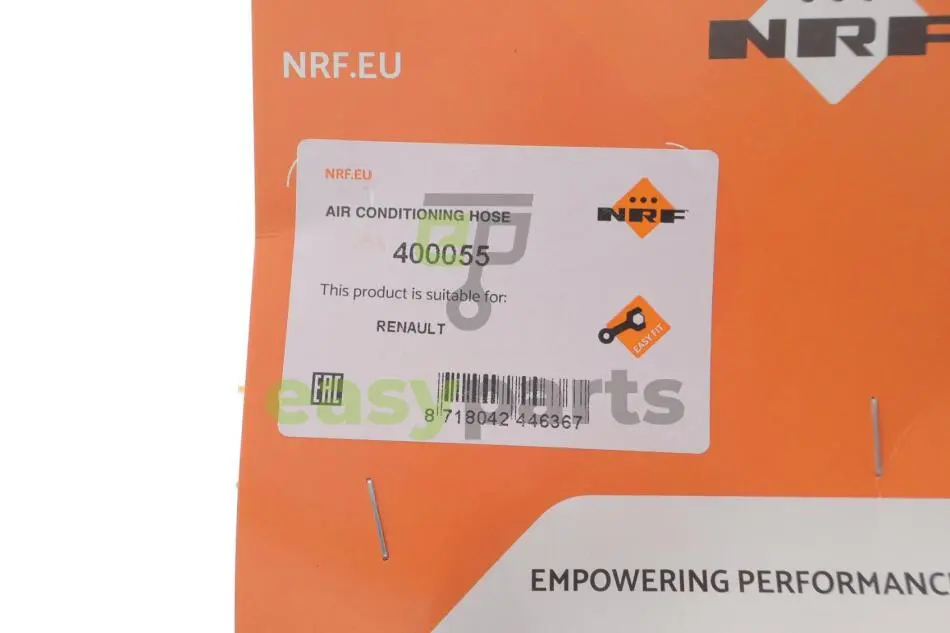 NRF.EU
NRF
NRF.EU
AIR CONDITIONING HOSE
NRF
400055
This product is suitable for:
RENAULT
EASY FIT
EAC
easyparts
8 718042 446367
EMPOWERING PERFORMANC